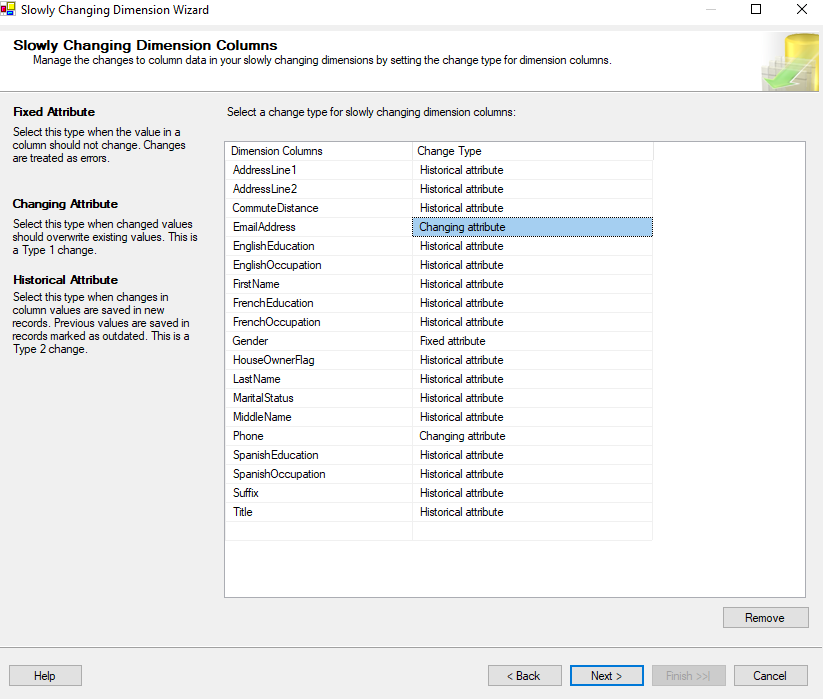 Slowly Changing Dimension Wizard
Slowly Changing Dimension Columns
Manage the changes to column data in your slowly changing dimensions by setting the change type for dimension columns.
Fixed Attribute
Select this type when the value in a
column should not change. Changes
are treated as errors.
Changing Attribute
Select this type when changed values
should overwrite existing values. This is
a Type 1 change.
Historical Attribute
Select this type when changes in
column values are saved in new
records. Previous values are saved in
records marked as outdated. This is a
Type 2 change.
Select a change type for slowly changing dimension columns:
Dimension Columns Change Type
AddressLine1 Historical attribute
AddressLine2 Historical attribute
CommuteDistance Historical attribute
EmailAddress Changing attribute
EnglishEducation Historical attribute
EnglishOccupation Historical attribute
FirstName Historical attribute
FrenchEducation Historical attribute
FrenchOccupation Historical attribute
Gender Fixed attribute
HouseOwnerFlag Historical attribute
LastName Historical attribute
MaritalStatus Historical attribute
MiddleName Historical attribute
Phone Changing attribute
SpanishEducation Historical attribute
SpanishOccupation Historical attribute
Suffix Historical attribute
Title Historical attribute
Remove
Help < Back Next > Finish >>| Cancel